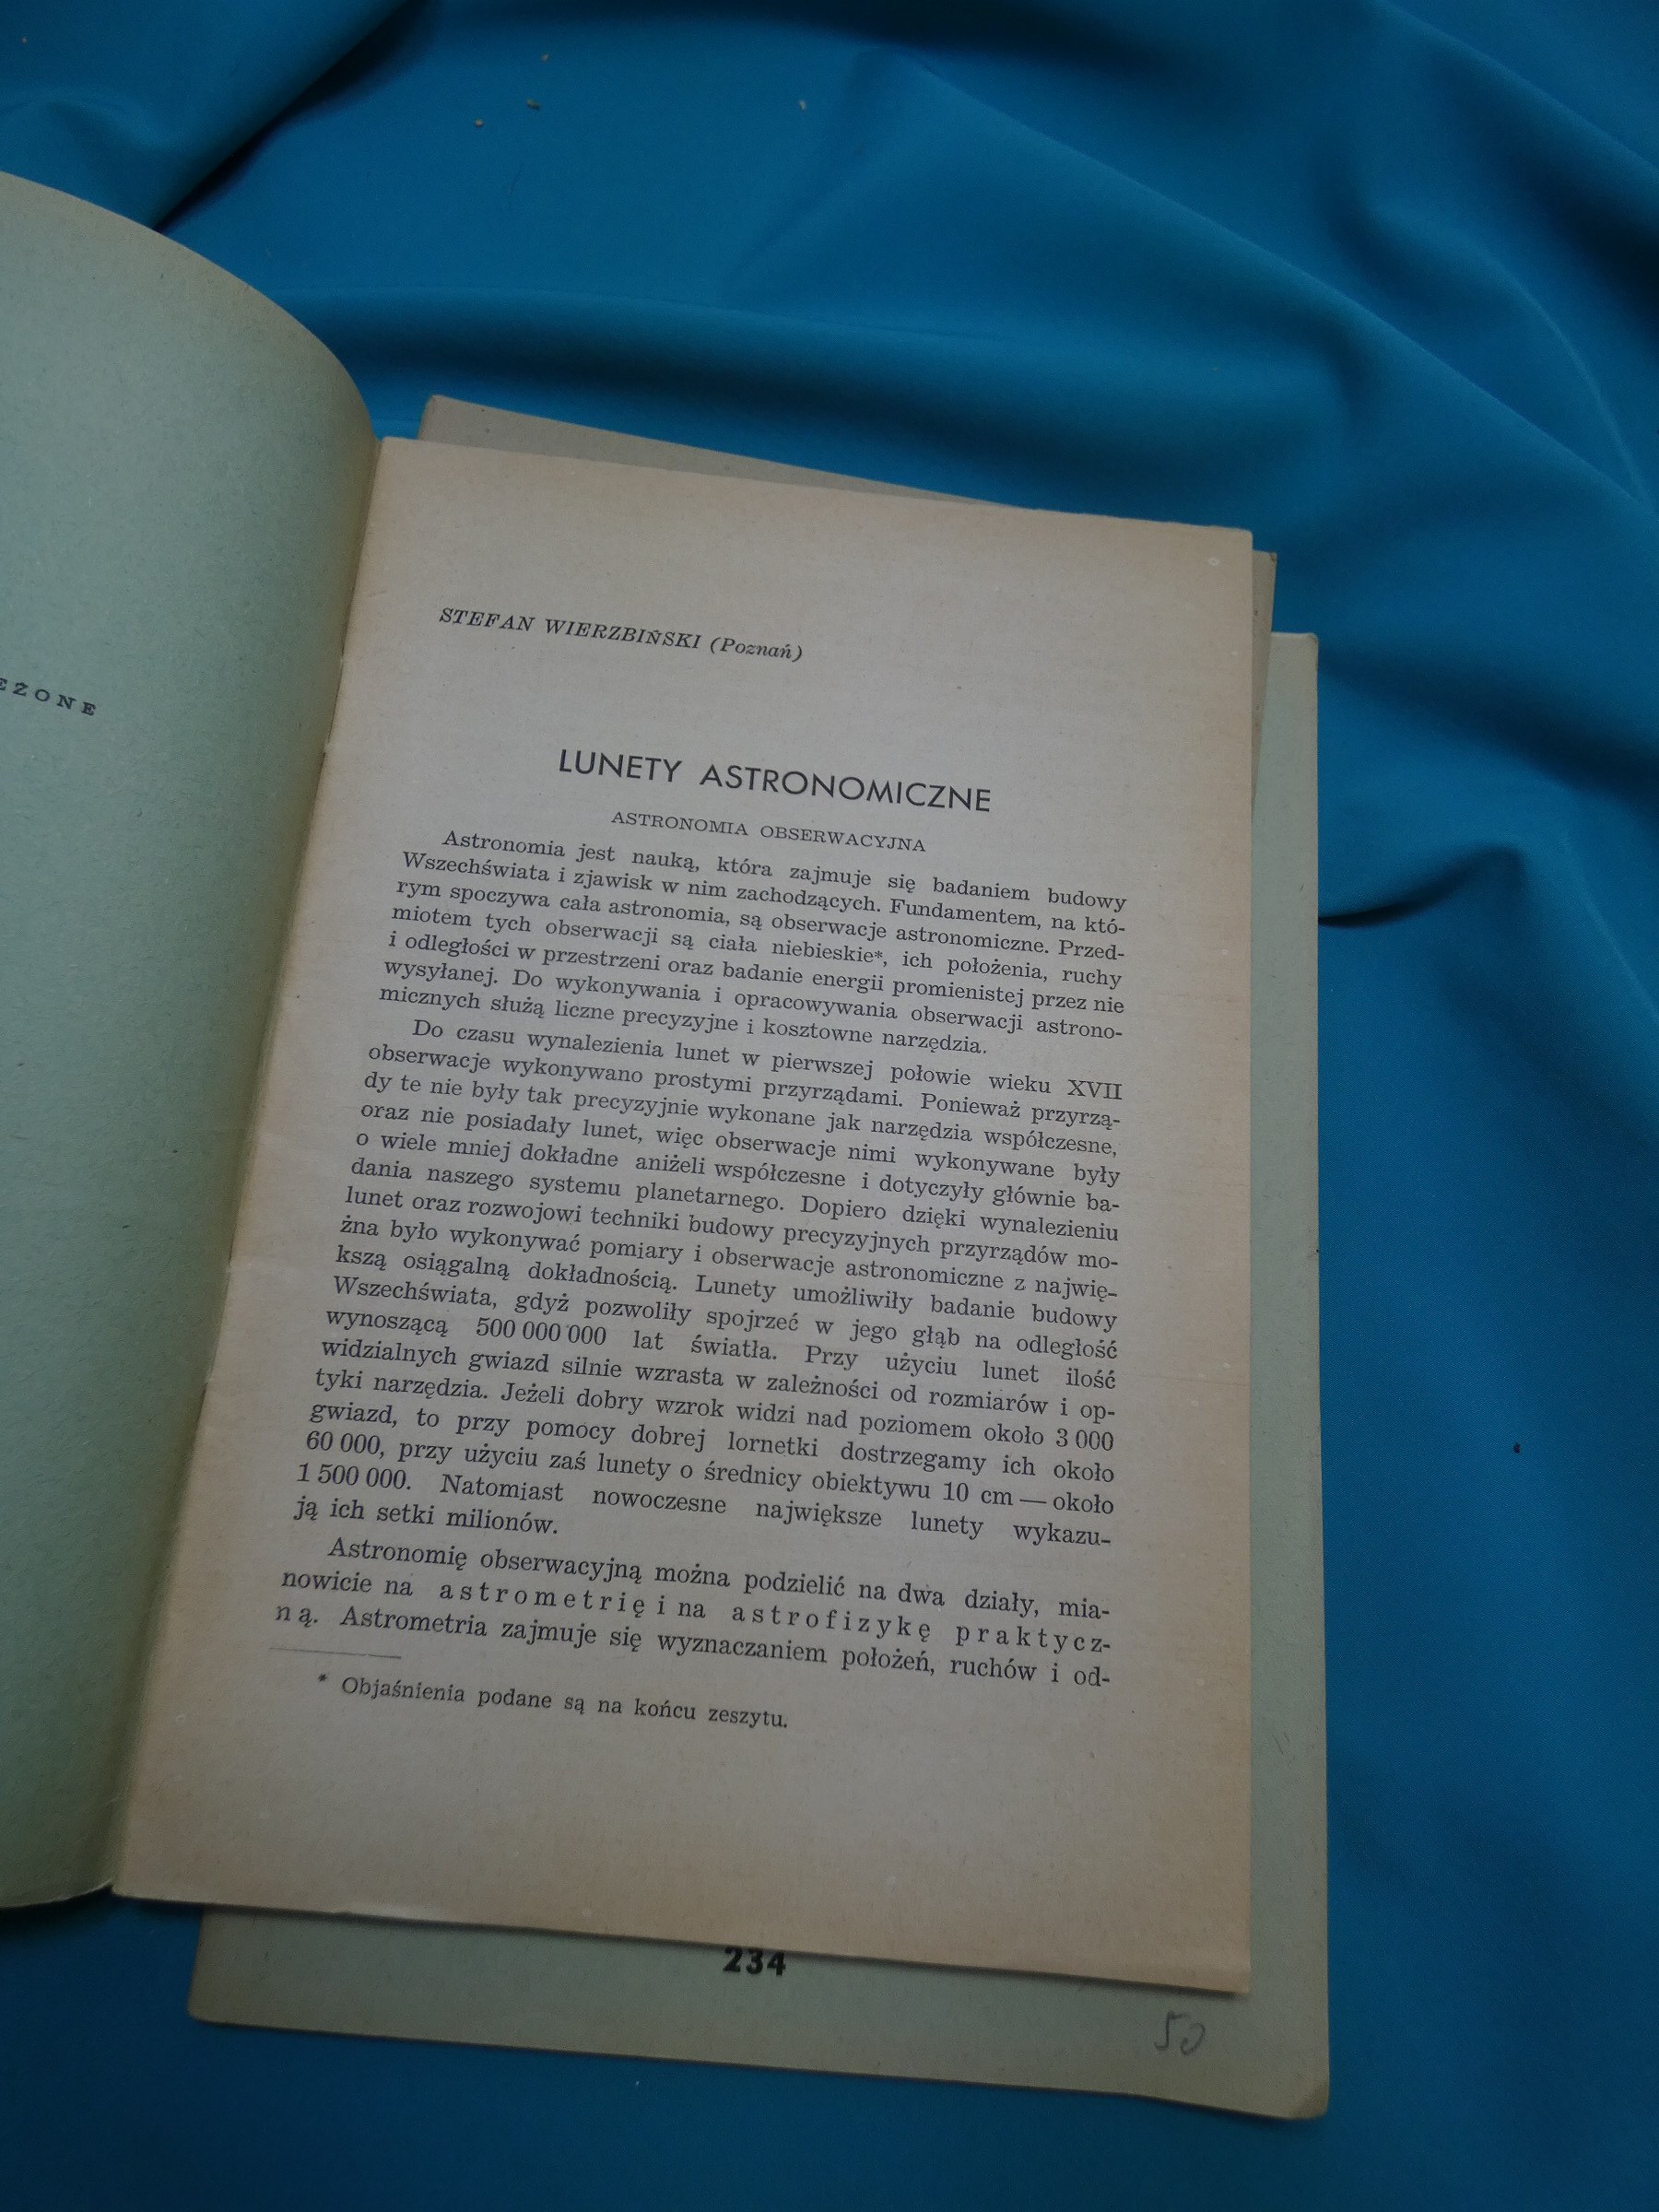 STEFAN WIERZBIŃSKI (Poznań)
LUNETY ASTRONOMICZNE
ASTRONOMIA OBSERWACYJNA
Astronomia jest nauką, która zajmuje się badaniem budowy
Wszechświata i zjawisk w nim zachodzących. Fundamentem, na któ-
rym spoczywa cała astronomia, są obserwacje astronomiczne. Przed-
miotem tych obserwacji są ciała niebieskie*, ich położenia, ruchy
i odległości w przestrzeni oraz badanie energii promienistej przez nie
wysyłanej. Do wykonywania i opracowywania obserwacji astrono-
micznych służą liczne precyzyjne i kosztowne narzędzia.
Do czasu wynalezienia lunet w pierwszej połowie wieku XVII
obserwacje wykonywano prostymi przyrządami. Ponieważ przyrzą-
dy te nie były tak precyzyjnie wykonane jak narzędzia współczesne,
oraz nie posiadały lunet, więc obserwacje nimi wykonywane były
o wiele mniej dokładne aniżeli współczesne i dotyczyły głównie ba-
dania naszego systemu planetarnego. Dopiero dzięki wynalezieniu
lunet oraz rozwojowi techniki budowy precyzyjnych przyrządów mo-
żna było wykonywać pomiary i obserwacje astronomiczne z najwię-
kszą osiągalną dokładnością. Lunety umożliwiły badanie budowy
Wszechświata, gdyż pozwoliły spojrzeć w jego głąb na odległość
wynoszącą 500 000 000 lat światła. Przy użyciu lunet ilość
widzialnych gwiazd silnie wzrasta w zależności od rozmiarów i op-
tyki narzędzia. Jeżeli dobry wzrok widzi nad poziomem około 3 000
gwiazd, to przy pomocy dobrej lornetki dostrzegamy ich około
60 000, przy użyciu zaś lunety o średnicy obiektywu 10 cm — około
1 500 000. Natomiast nowoczesne największe lunety wykazu-
ją ich setki milionów.
Astronomię obserwacyjną można podzielić na dwa działy, mia-
nowicie na astrometrię i na astrofizykę praktycz-
ną. Astrometria zajmuje się wyznaczaniem położeń, ruchów i od-
* Objaśnienia podane są na końcu zeszytu.
234
50